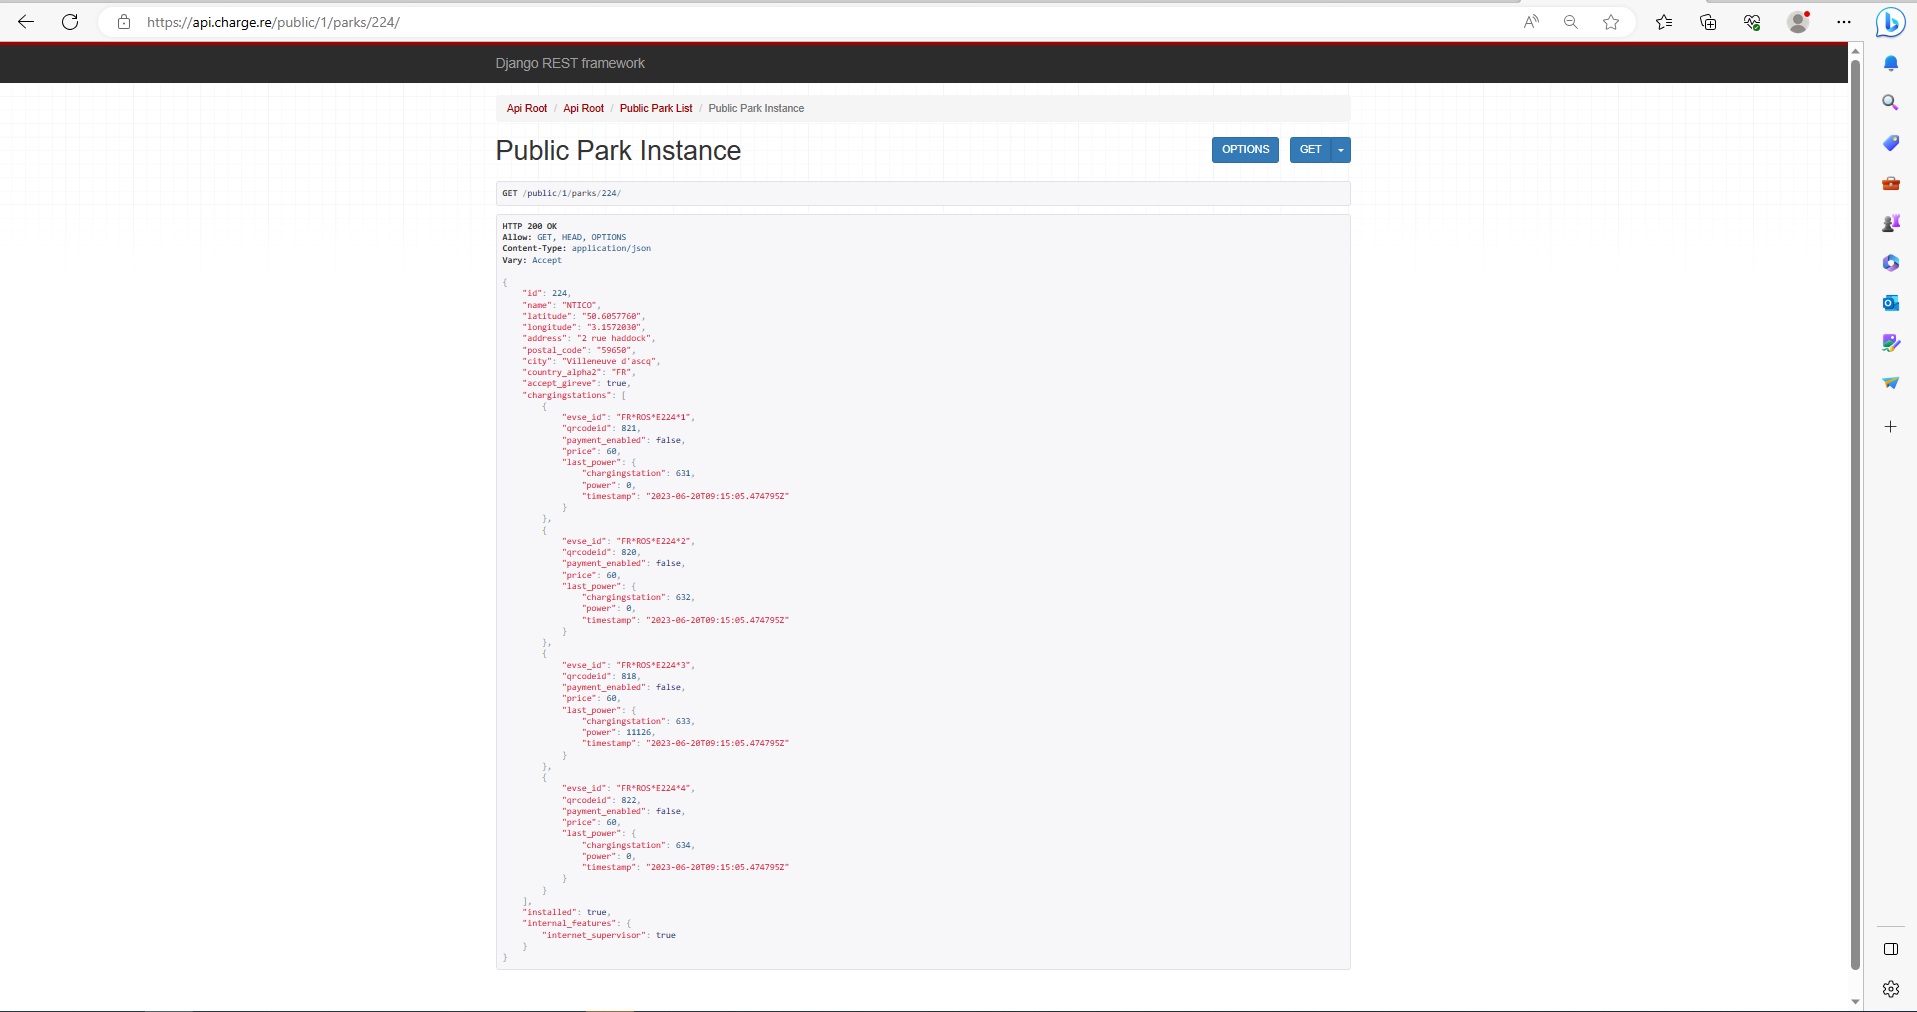 https://api.charge.re/public/1/parks/224/
Django REST framework
Api Root / Api Root / Public Park List / Public Park Instance
Public Park Instance
OPTIONS
GET
GET /public/1/parks/224/
HTTP 200 OK
Allow: GET, HEAD, OPTIONS
Content-Type: application/json
Vary: Accept
{
"id": 224,
"name": "NTICO",
"latitude": "50.6057760",
"longitude": "3.1572030",
"address": "2 rue haddock",
"postal_code": "59650",
"city": "Villeneuve d'ascq",
"country_alpha2": "FR",
"accept_gireve": true,
"chargingstations": [
{
"evse_id": "FR*ROS*E224*1",
"qrcodeid": 821,
"payment_enabled": false,
"price": 60,
"last_power": {
"chargingstation": 631,
"power": 0,
"timestamp": "2023-06-20T09:15:05.474795Z"
}
},
{
"evse_id": "FR*ROS*E224*2",
"qrcodeid": 820,
"payment_enabled": false,
"price": 60,
"last_power": {
"chargingstation": 632,
"power": 0,
"timestamp": "2023-06-20T09:15:05.474795Z"
}
},
{
"evse_id": "FR*ROS*E224*3",
"qrcodeid": 818,
"payment_enabled": false,
"price": 60,
"last_power": {
"chargingstation": 633,
"power": 11126,
"timestamp": "2023-06-20T09:15:05.474795Z"
}
},
{
"evse_id": "FR*ROS*E224*4",
"qrcodeid": 822,
"payment_enabled": false,
"price": 60,
"last_power": {
"chargingstation": 634,
"power": 0,
"timestamp": "2023-06-20T09:15:05.474795Z"
}
}
],
"installed": true,
"internal_features": {
"internet_supervisor": true
}
}